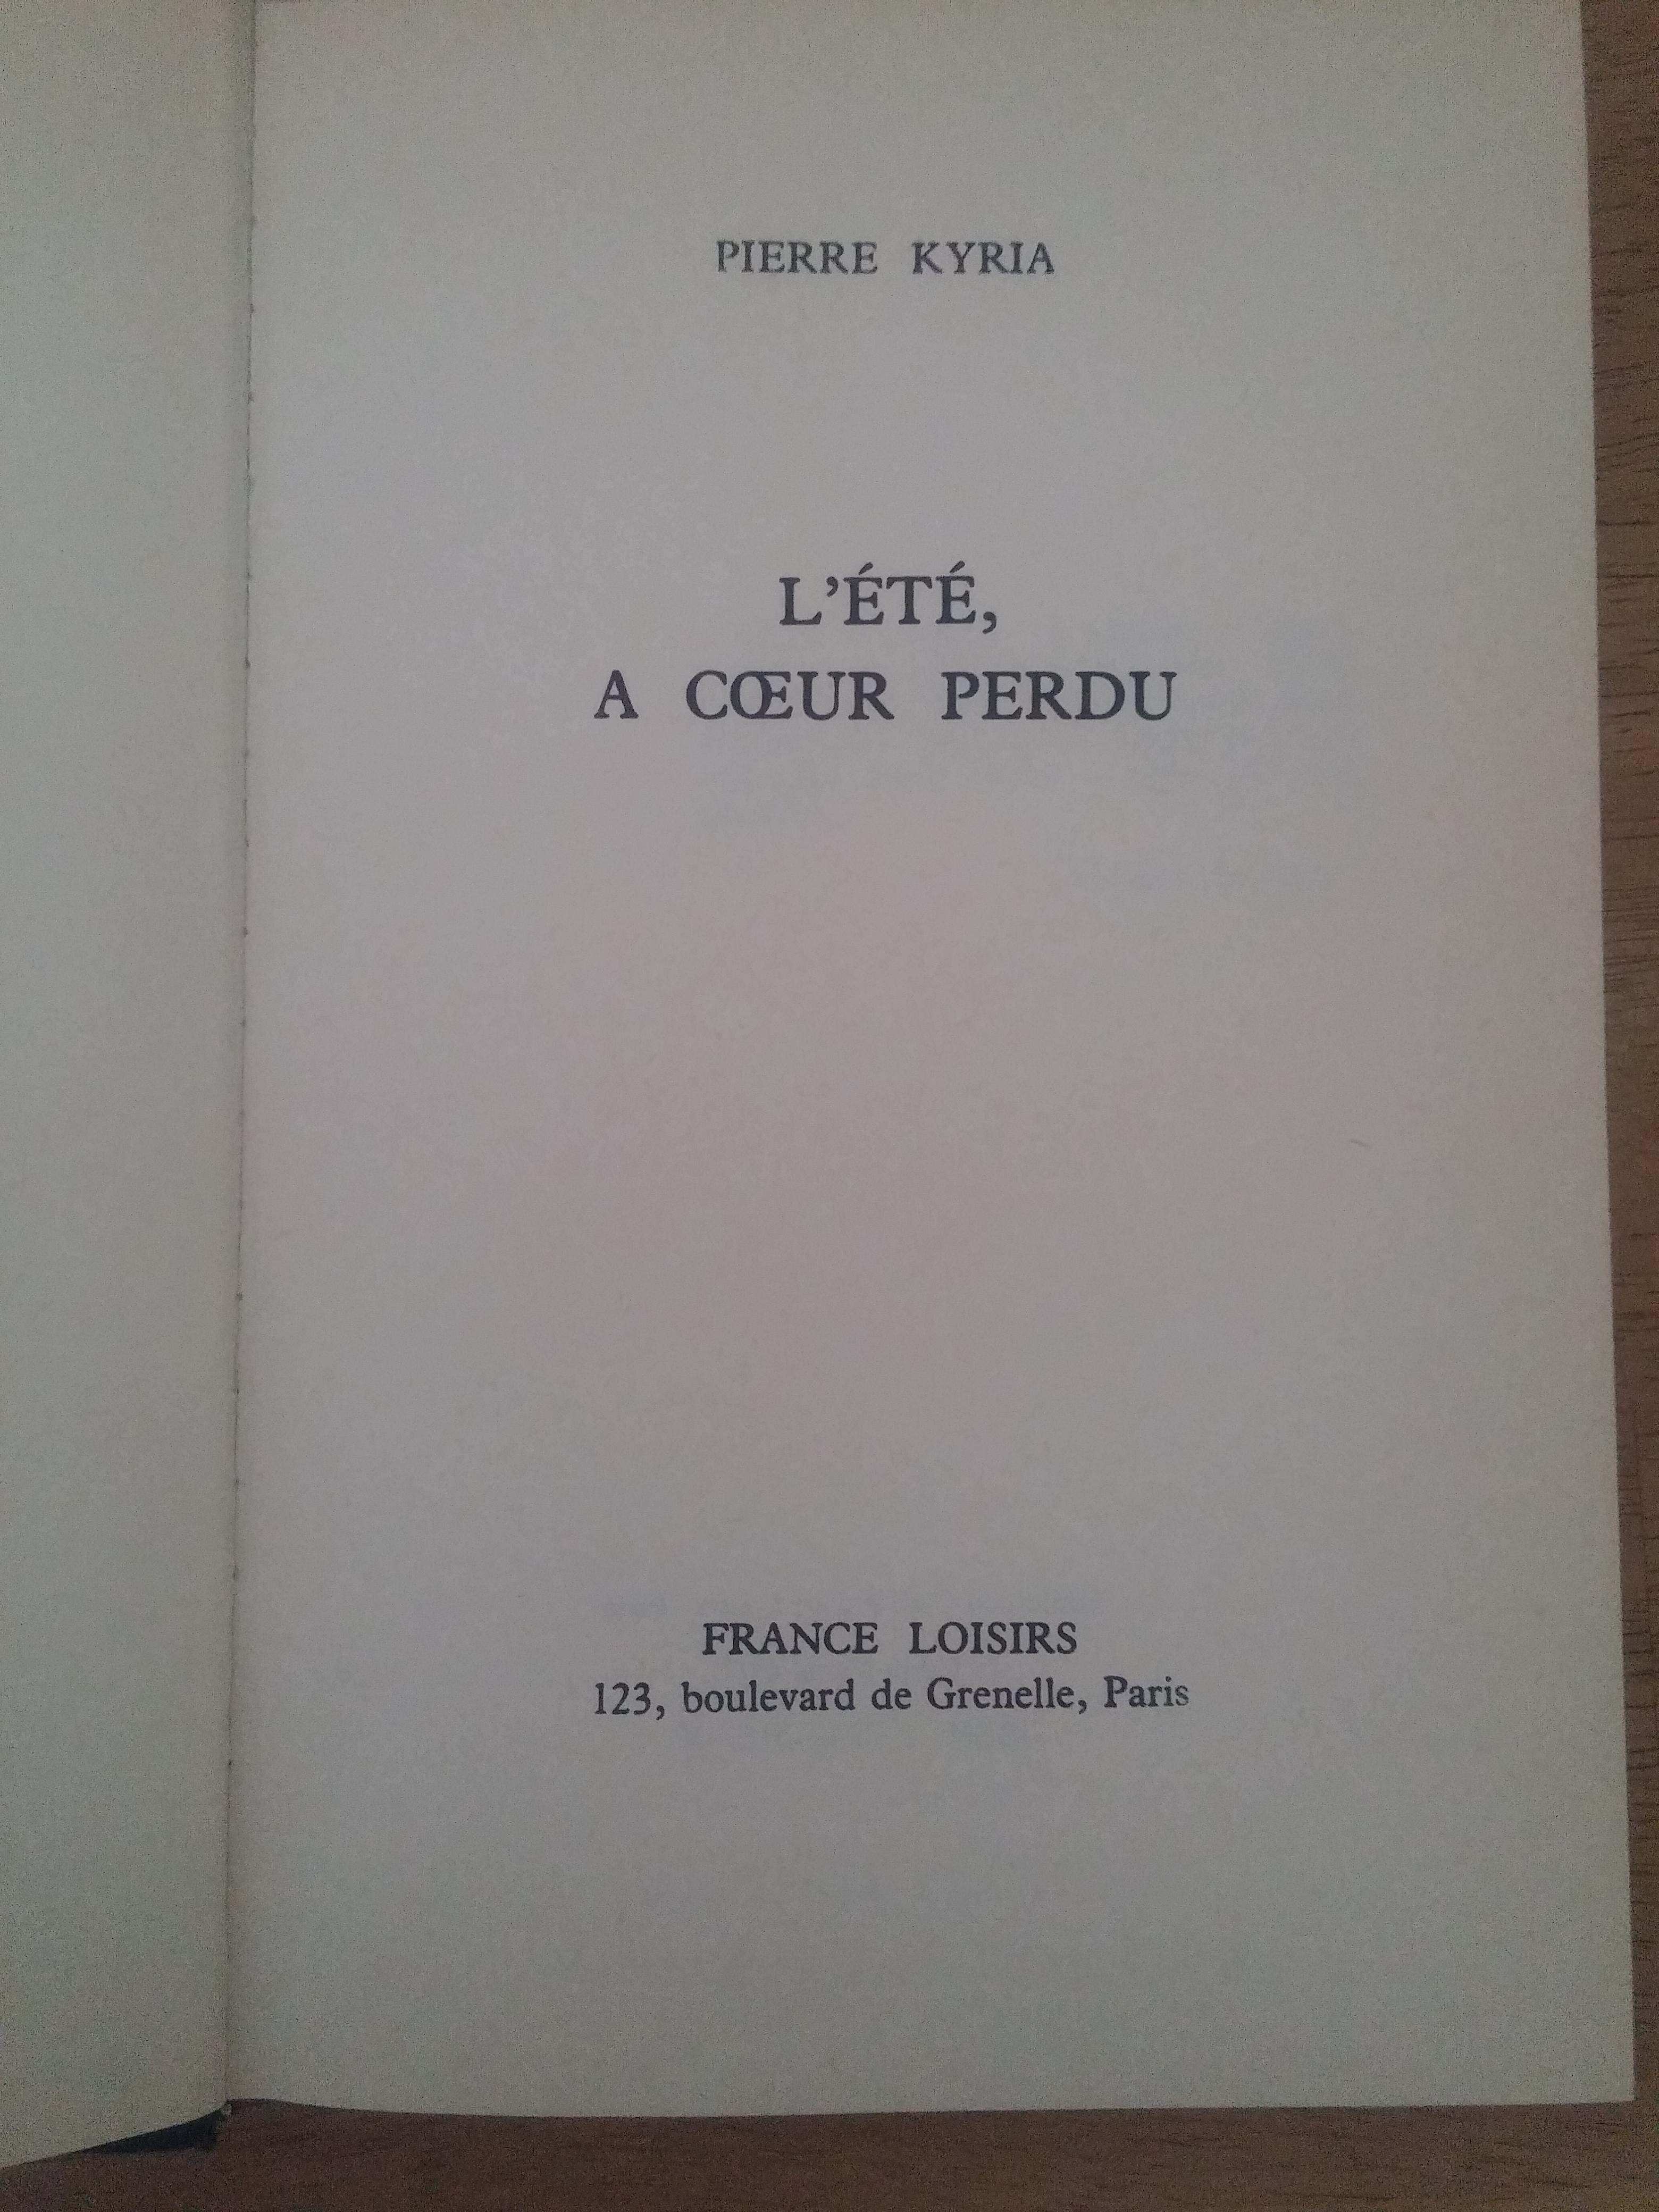 PIERRE KYRIA
L'ÉTÉ,
A CŒUR PERDU
FRANCE LOISIRS
123, boulevard de Grenelle, Paris